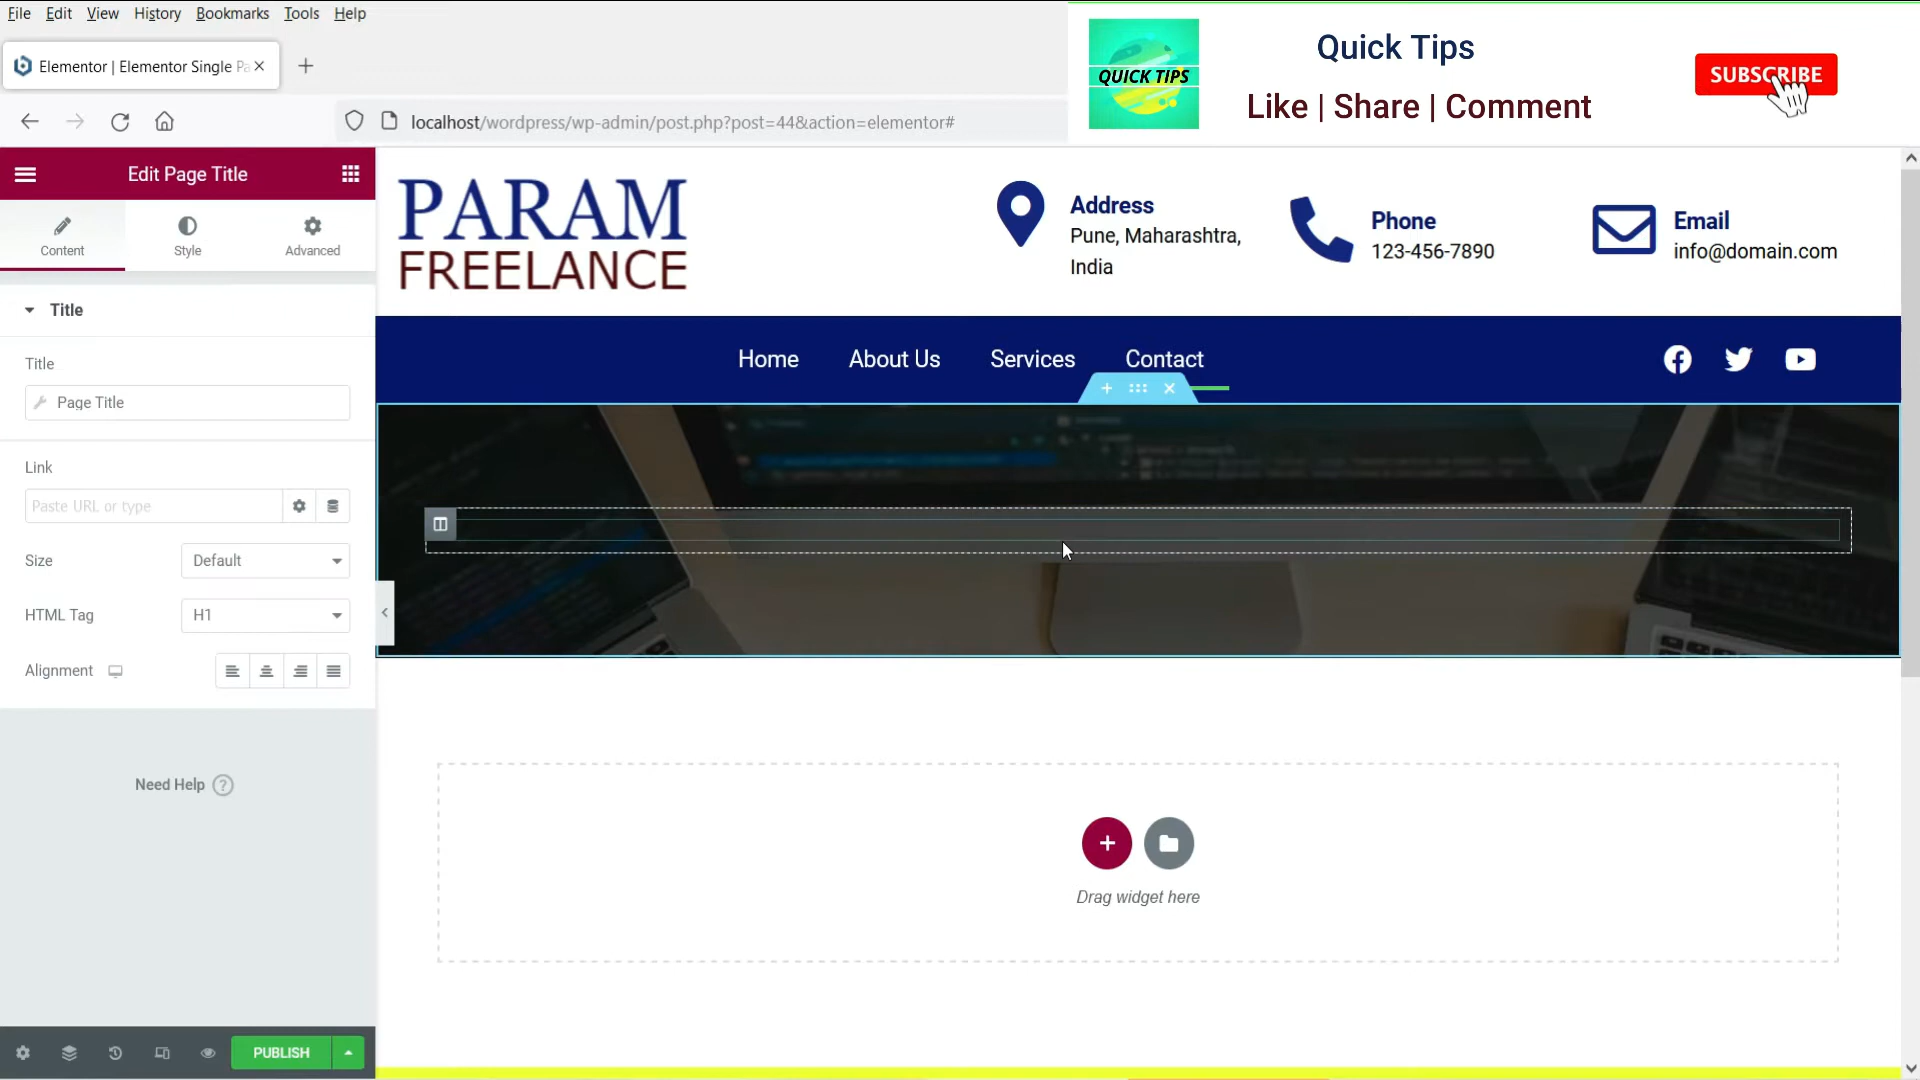 File Edit View History Bookmarks Tools Help
Elementor | Elementor Single Pa
QUICK TIPS
Quick Tips
Like | Share | Comment
SUBSCRIBE
localhost/wordpress/wp-admin/post.php?post=44&action=elementor#
Edit Page Title
Content Style Advanced
Title
Title
Page Title
Link
Paste URL or type
Size Default
HTML Tag H1
Alignment
Need Help ?
PUBLISH
PARAM
FREELANCE
Address
Pune, Maharashtra,
India
Phone
123-456-7890
Email
info@domain.com
Home About Us Services Contact
Drag widget here